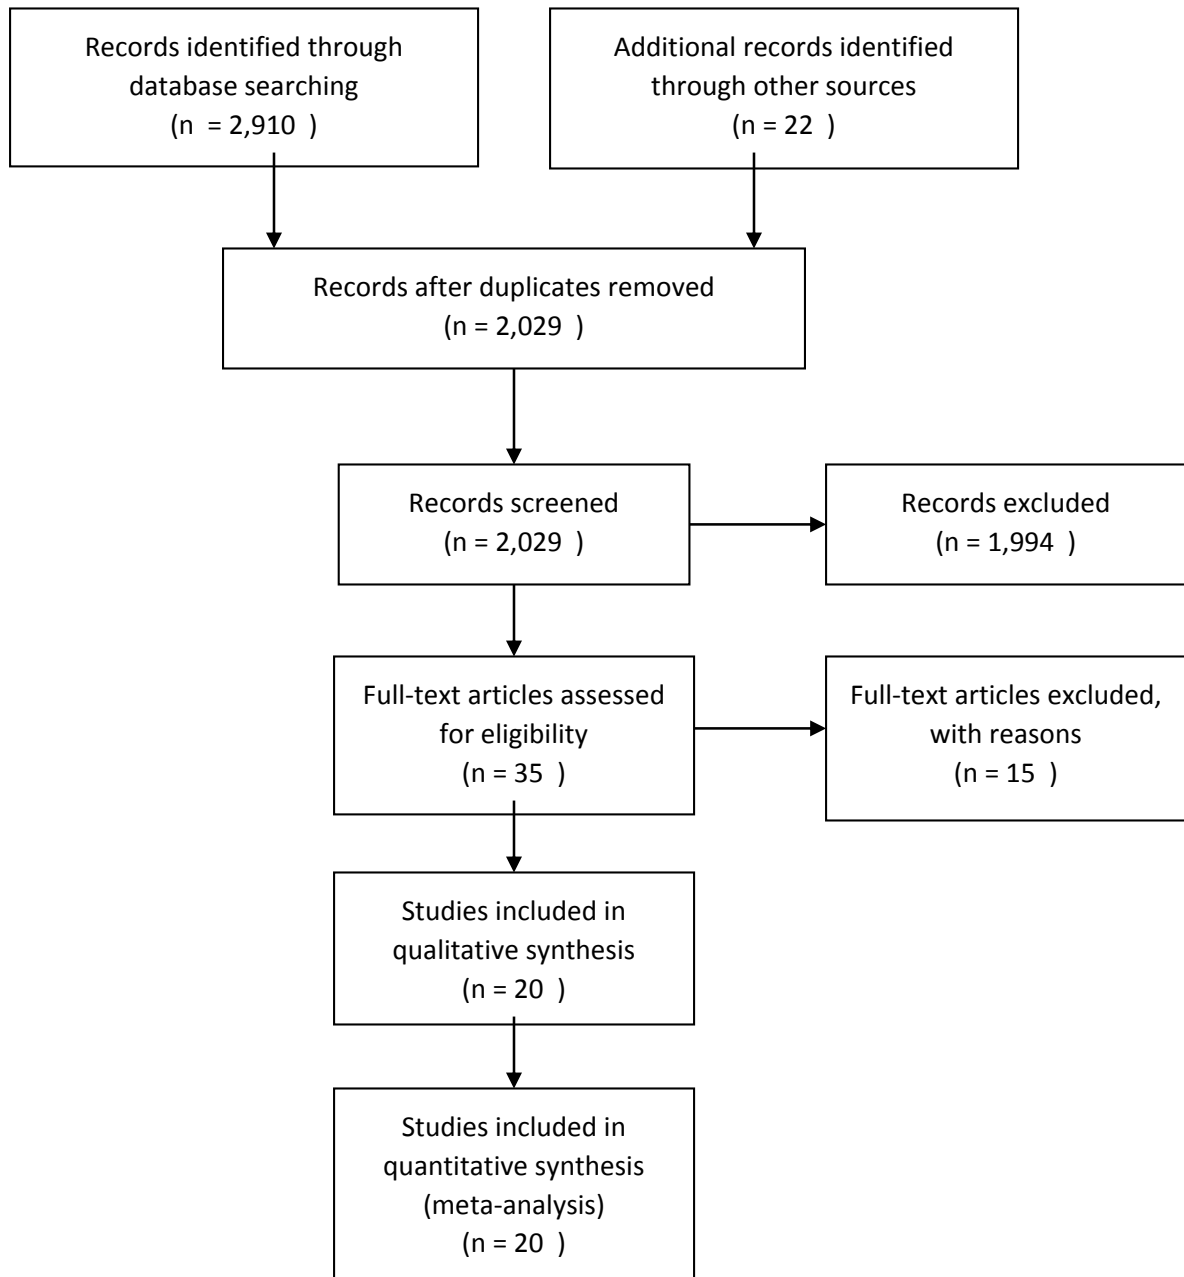 Records identified through
database searching
(n = 2,910 )
Additional records identified
through other sources
(n = 22 )
Records after duplicates removed
(n = 2,029 )
Records screened
(n = 2,029 )
Records excluded
(n = 1,994 )
Full-text articles assessed
for eligibility
(n = 35 )
Full-text articles excluded,
with reasons
(n = 15 )
Studies included in
qualitative synthesis
(n = 20 )
Studies included in
quantitative synthesis
(meta-analysis)
(n = 20 )